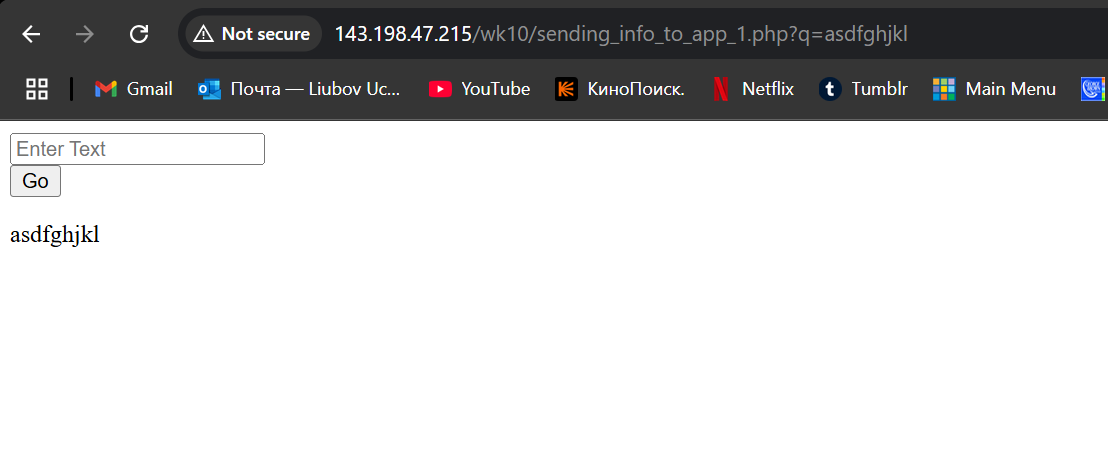 Not secure 143.198.47.215/wk10/sending_info_to_app_1.php?q=asdfghjkl
Gmail Почта — Liubov Uc... YouTube КиноПоиск. Netflix t Tumblr Main Menu
Enter Text
Go
asdfghjkl